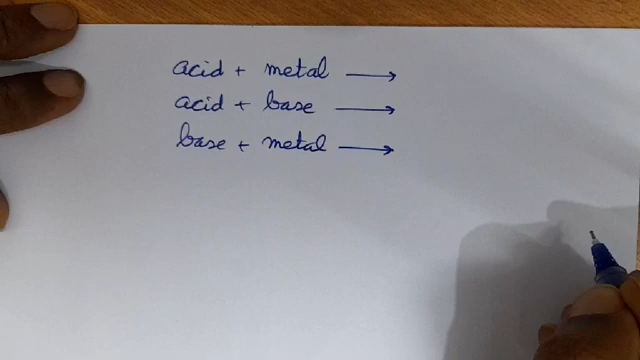 acid + metal ⟶
acid + base ⟶
base + metal ⟶